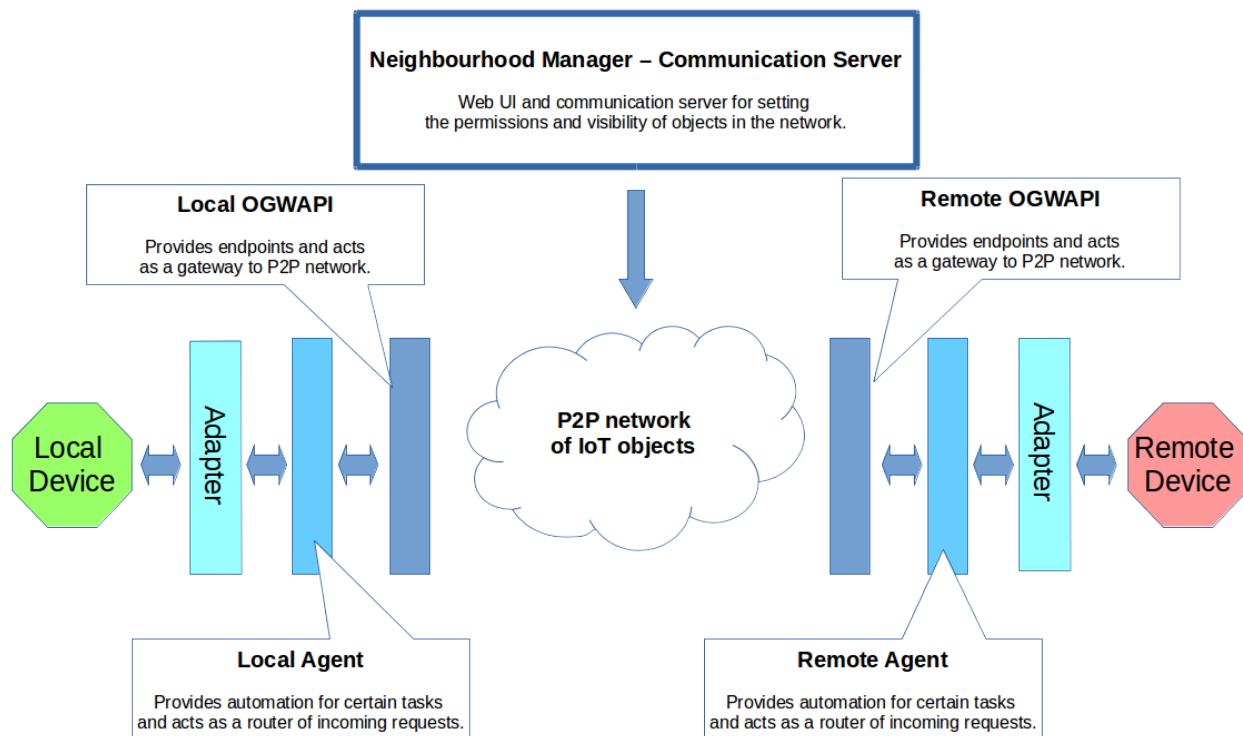 Neighbourhood Manager – Communication Server
Web UI and communication server for setting
the permissions and visibility of objects in the network.
Local OGWAPI
Provides endpoints and acts
as a gateway to P2P network.
Remote OGWAPI
Provides endpoints and acts
as a gateway to P2P network.
Local
Device
Adapter
P2P network
of IoT objects
Adapter
Remote
Device
Local Agent
Provides automation for certain tasks
and acts as a router of incoming requests.
Remote Agent
Provides automation for certain tasks
and acts as a router of incoming requests.